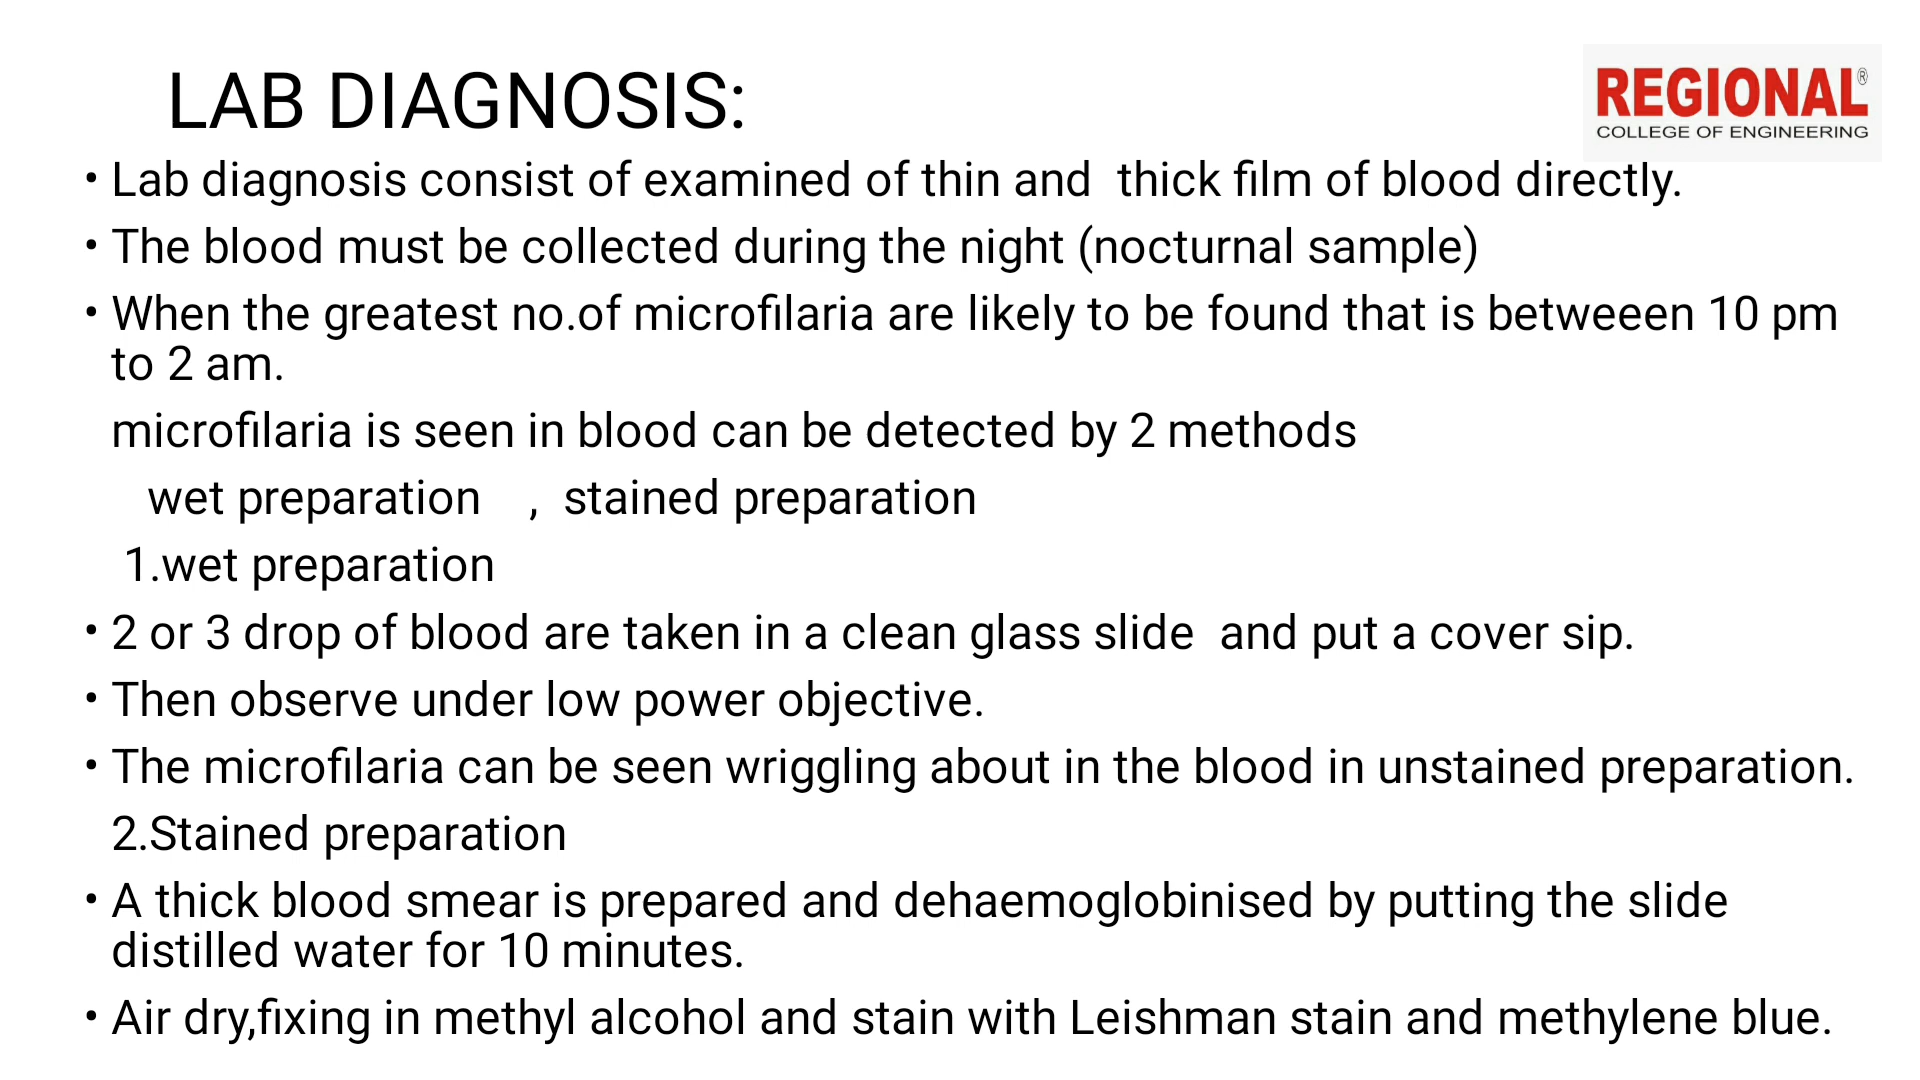 LAB DIAGNOSIS:
REGIONAL®
COLLEGE OF ENGINEERING
• Lab diagnosis consist of examined of thin and  thick film of blood directly.
• The blood must be collected during the night (nocturnal sample)
• When the greatest no.of microfilaria are likely to be found that is betweeen 10 pm
to 2 am.
microfilaria is seen in blood can be detected by 2 methods
wet preparation    ,  stained preparation
1.wet preparation
• 2 or 3 drop of blood are taken in a clean glass slide  and put a cover sip.
• Then observe under low power objective.
• The microfilaria can be seen wriggling about in the blood in unstained preparation.
2.Stained preparation
• A thick blood smear is prepared and dehaemoglobinised by putting the slide
distilled water for 10 minutes.
• Air dry,fixing in methyl alcohol and stain with Leishman stain and methylene blue.